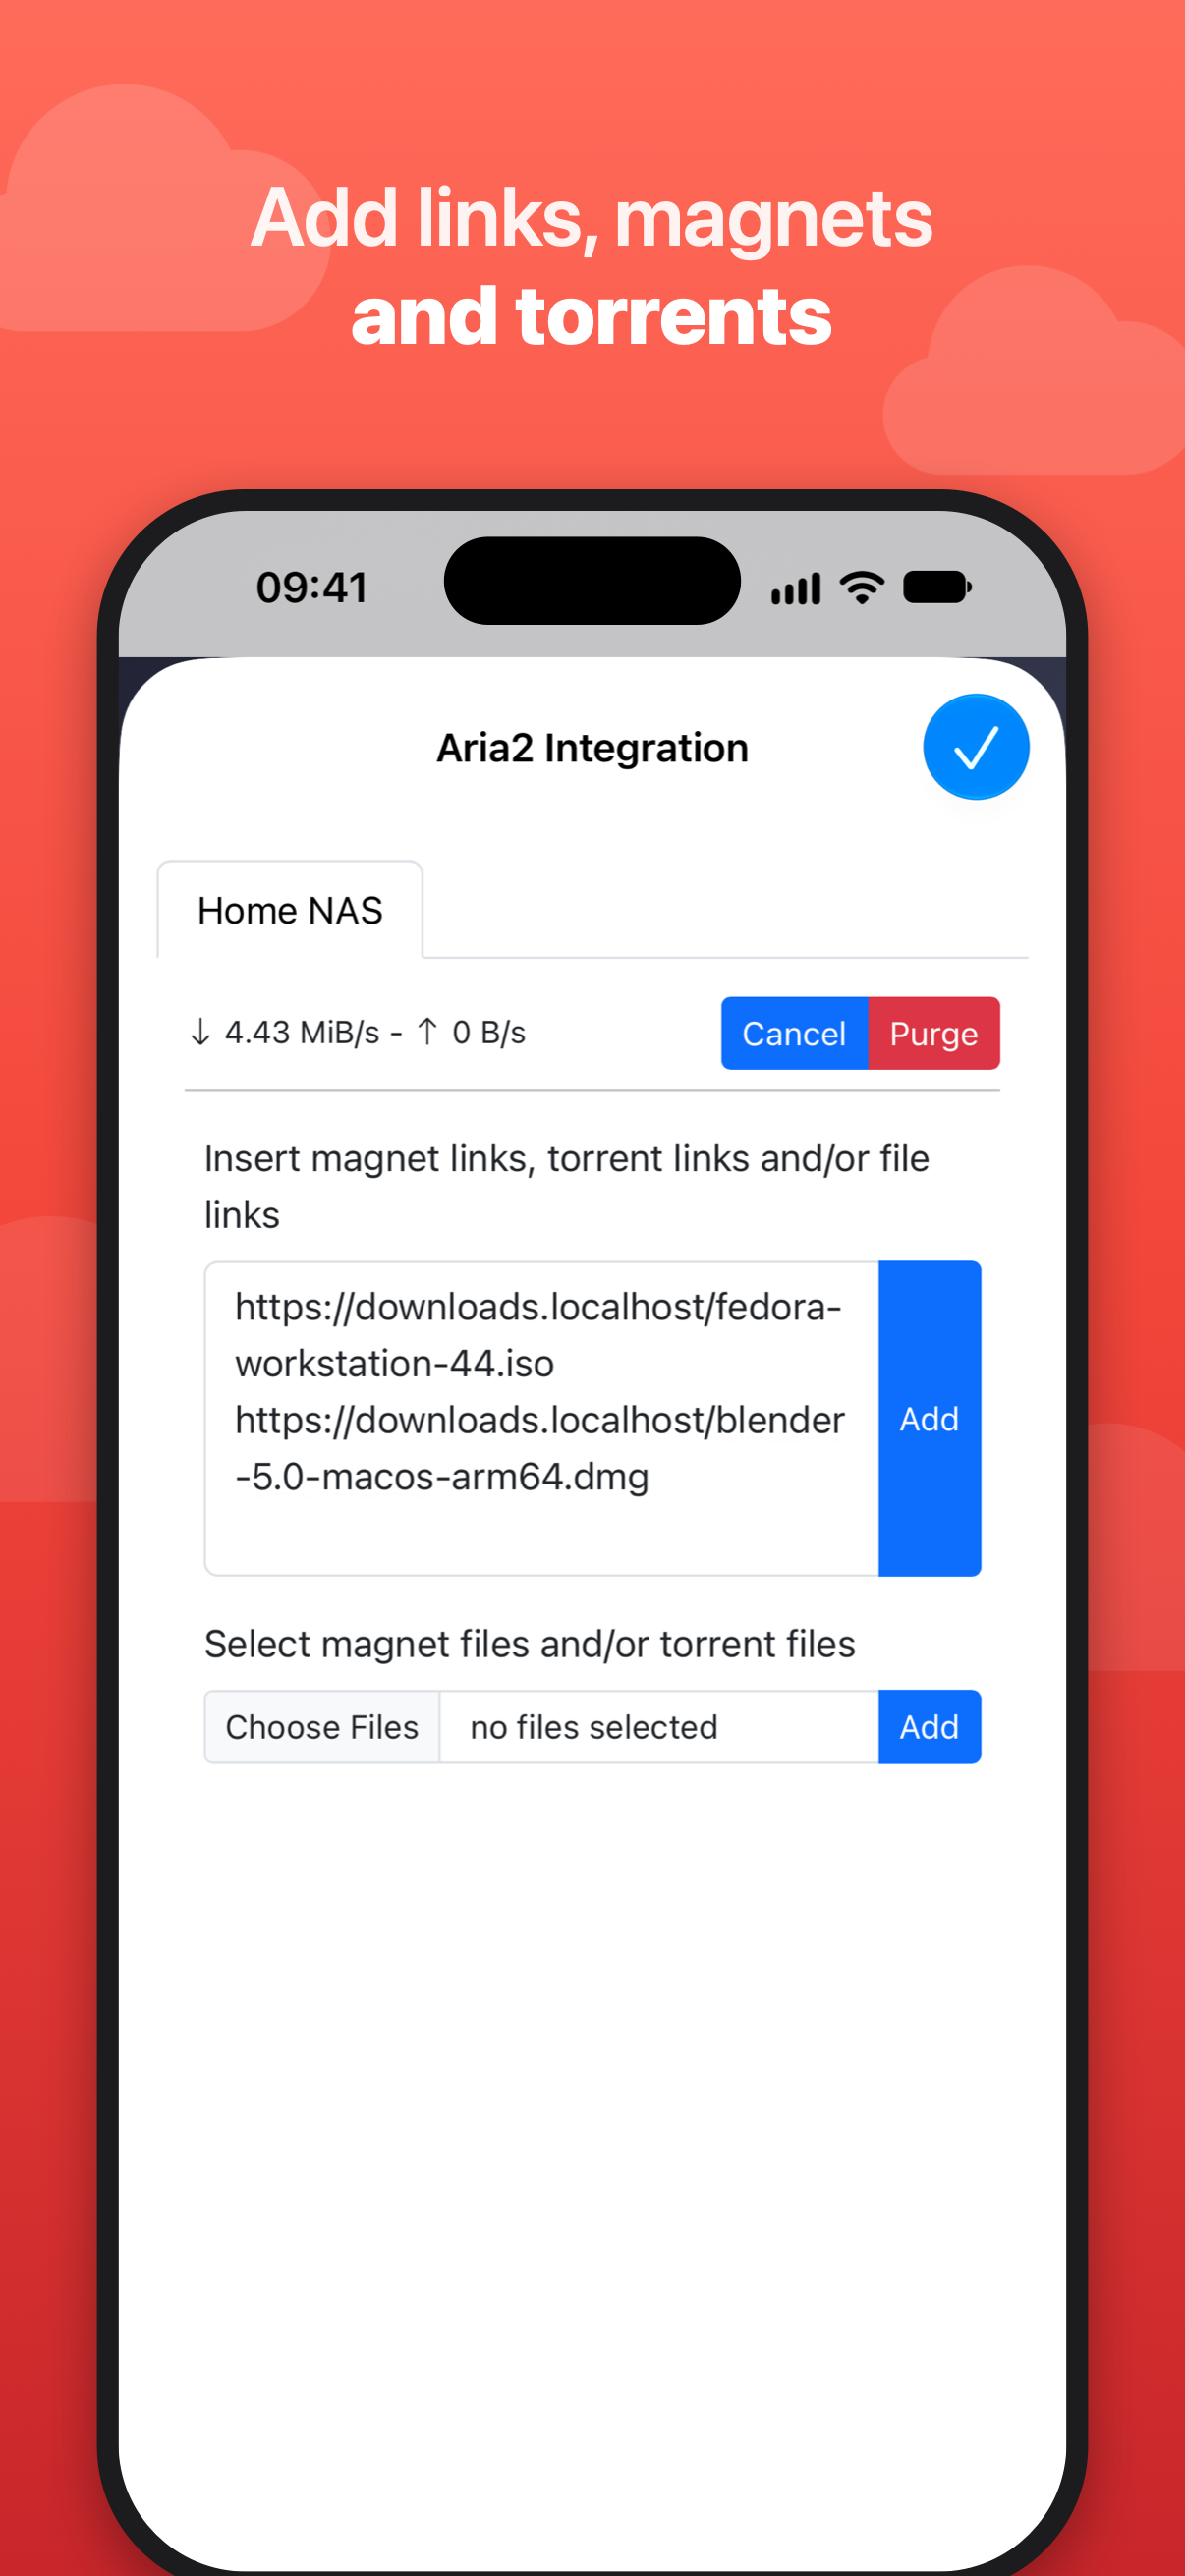 Add links, magnets
and torrents
09:41
Aria2 Integration
Home NAS
↓ 4.43 MiB/s - ↑ 0 B/s
Cancel
Purge
Insert magnet links, torrent links and/or file
links
https://downloads.localhost/fedora-
workstation-44.iso
https://downloads.localhost/blender
-5.0-macos-arm64.dmg
Add
Select magnet files and/or torrent files
Choose Files
no files selected
Add